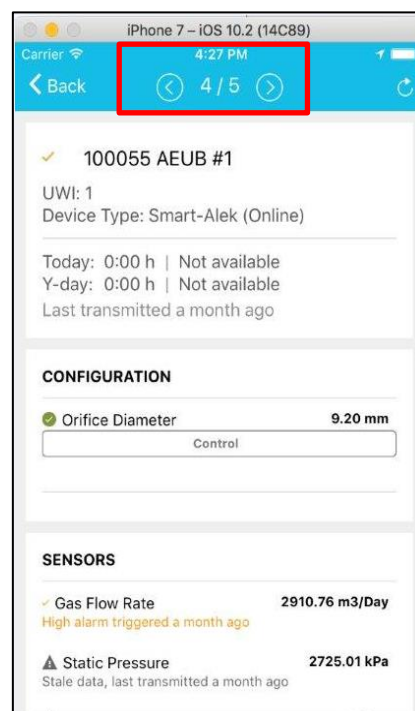 iPhone 7 – iOS 10.2 (14C89)
Carrier 4:27 PM
Back 4 / 5
100055 AEUB #1
UWI: 1
Device Type: Smart-Alek (Online)
Today: 0:00 h | Not available
Y-day: 0:00 h | Not available
Last transmitted a month ago
CONFIGURATION
Orifice Diameter 9.20 mm
Control
SENSORS
Gas Flow Rate 2910.76 m3/Day
High alarm triggered a month ago
Static Pressure 2725.01 kPa
Stale data, last transmitted a month ago